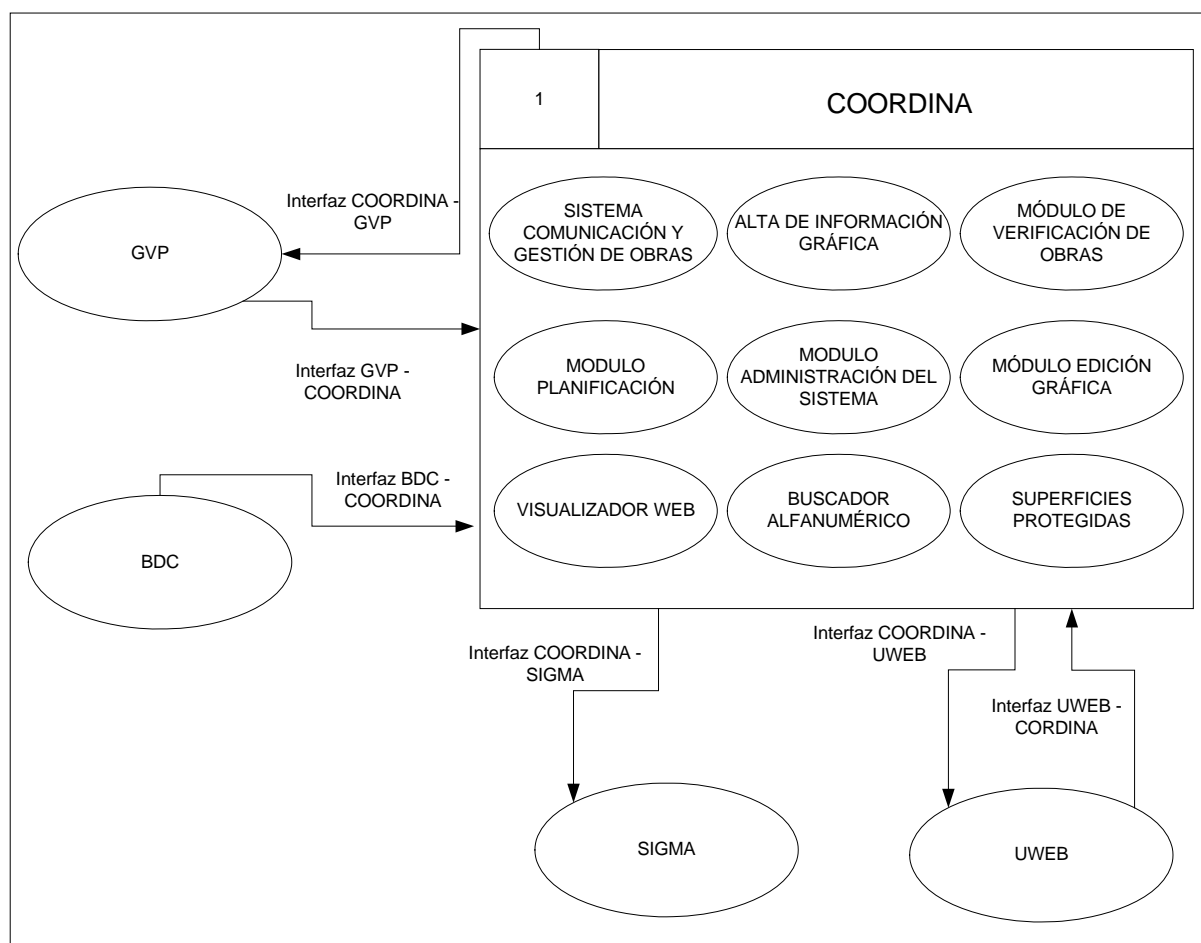 1
COORDINA
Interfaz COORDINA -
GVP
GVP
Interfaz GVP -
COORDINA
Interfaz BDC -
COORDINA
BDC
SISTEMA
COMUNICACIÓN Y
GESTIÓN DE OBRAS
ALTA DE INFORMACIÓN
GRÁFICA
MÓDULO DE
VERIFICACIÓN DE
OBRAS
MODULO
PLANIFICACIÓN
MODULO
ADMINISTRACIÓN DEL
SISTEMA
MÓDULO EDICIÓN
GRÁFICA
VISUALIZADOR WEB
BUSCADOR
ALFANUMÉRICO
SUPERFICIES
PROTEGIDAS
Interfaz COORDINA -
SIGMA
Interfaz COORDINA -
UWEB
Interfaz UWEB -
CORDINA
SIGMA
UWEB